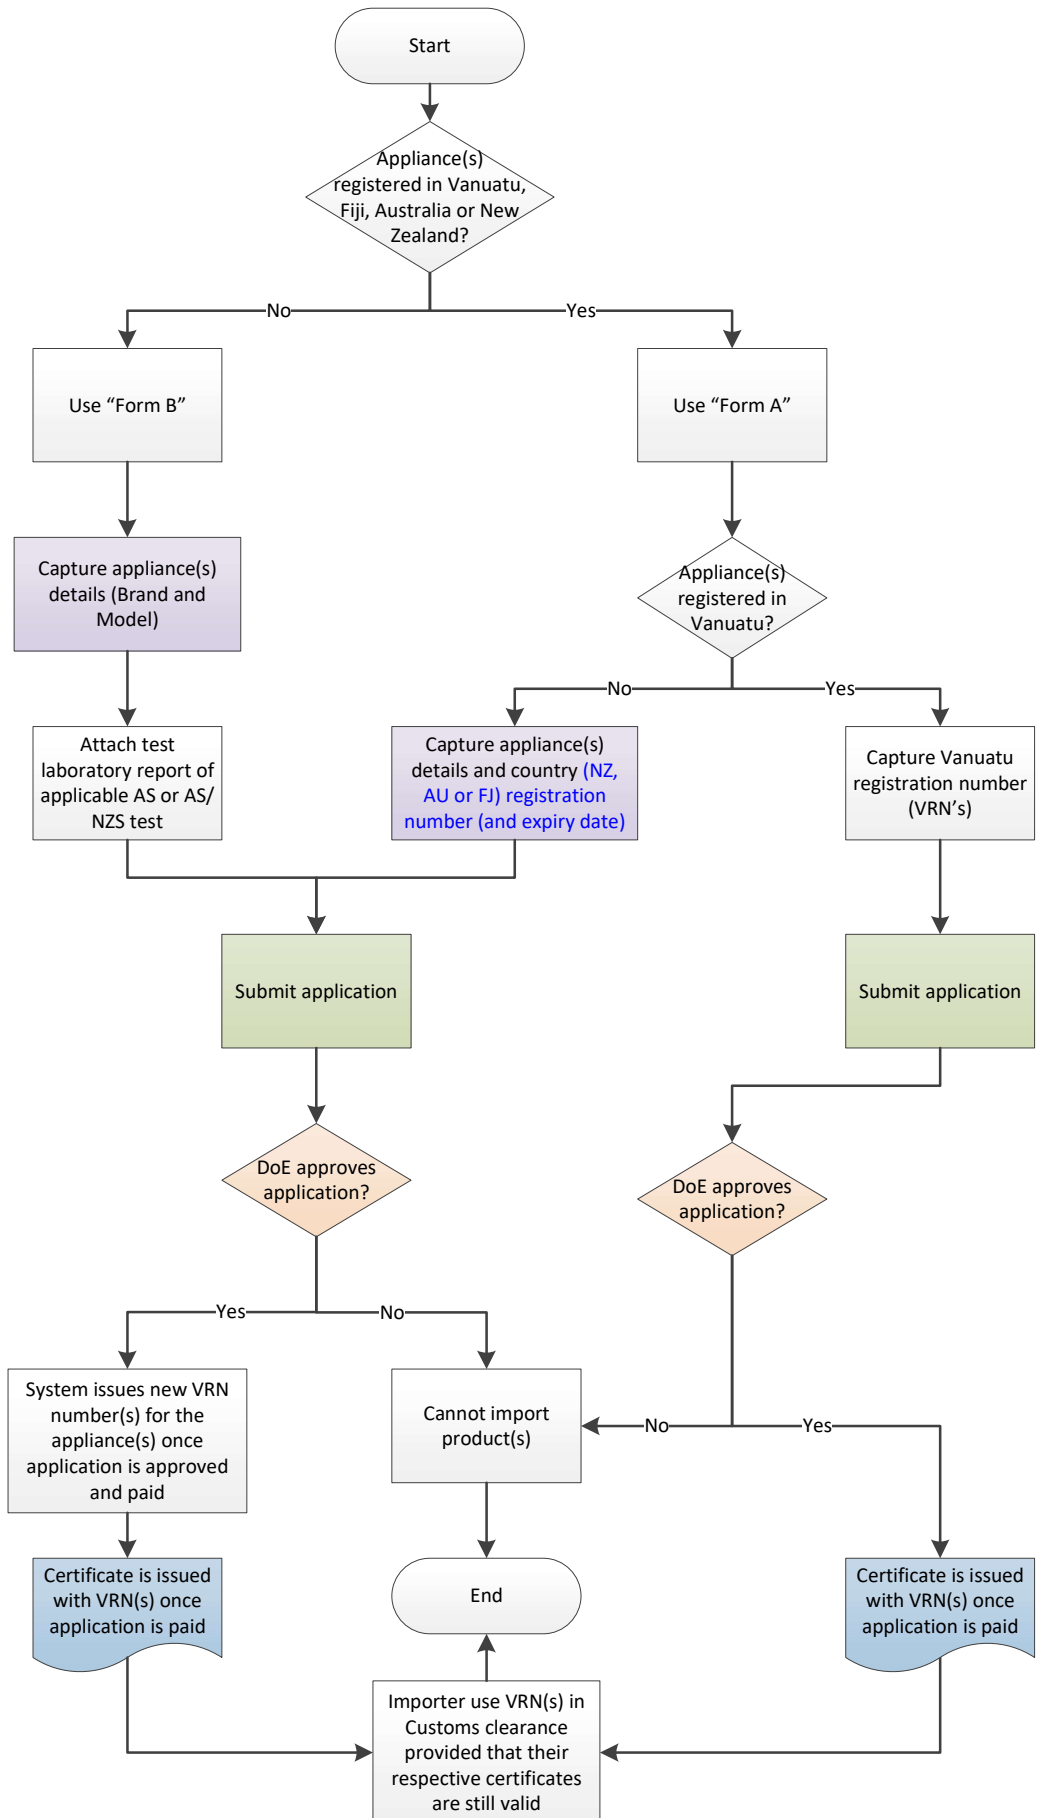 Start
Appliance(s)
registered in Vanuatu,
Fiji, Australia or New
Zealand?
No
Yes
Use “Form B”
Use “Form A”
Capture appliance(s)
details (Brand and
Model)
Appliance(s)
registered in
Vanuatu?
No
Yes
Attach test
laboratory report of
applicable AS or AS/
NZS test
Capture appliance(s)
details and country (NZ,
AU or FJ) registration
number (and expiry date)
Capture Vanuatu
registration number
(VRN’s)
Submit application
Submit application
DoE approves
application?
DoE approves
application?
Yes
No
System issues new VRN
number(s) for the
appliance(s) once
application is approved
and paid
Cannot import
product(s)
No
Yes
Certificate is issued
with VRN(s) once
application is paid
End
Certificate is issued
with VRN(s) once
application is paid
Importer use VRN(s) in
Customs clearance
provided that their
respective certificates
are still valid